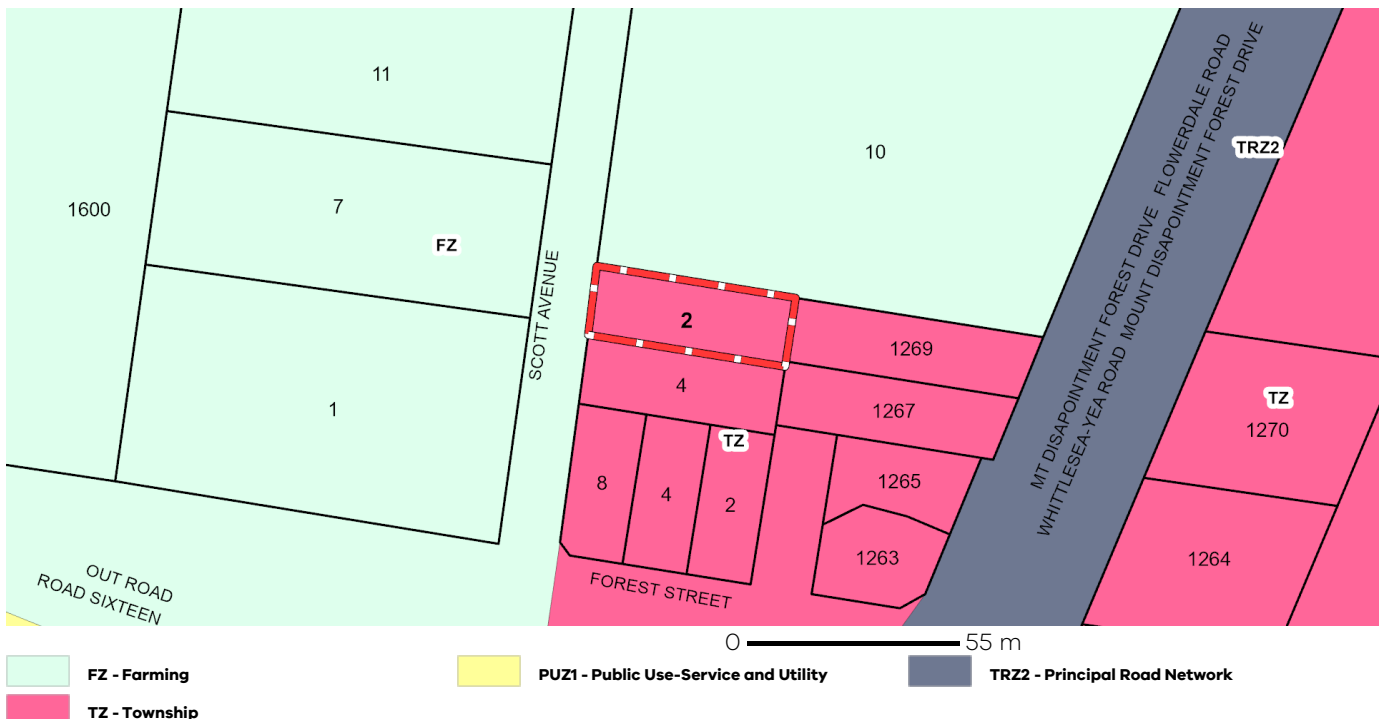 11
10
1600
7
FZ
SCOTT AVENUE
2
1
4
TZ
8
4
2
1269
1267
1265
1263
MT DISAPPOINTMENT FOREST DRIVE FLOWERDALE ROAD
WHITTLESEA-YEA ROAD MOUNT DISAPPOINTMENT FOREST DRIVE
TRZ2
TZ
1270
1264
OUT ROAD
ROAD SIXTEEN
FOREST STREET
0 55 m
FZ - Farming
PUZ1 - Public Use-Service and Utility
TRZ2 - Principal Road Network
TZ - Township